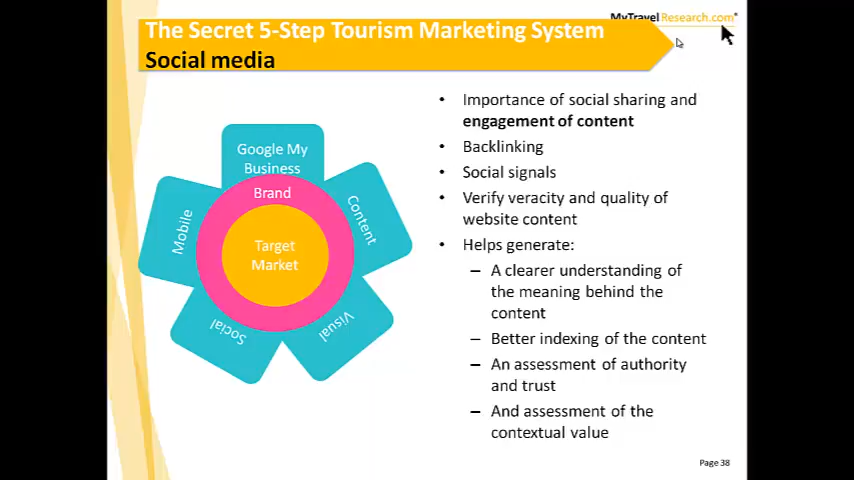 MyTravelResearch.com
The Secret 5-Step Tourism Marketing System
Social media
Google My
Business
Brand
Content
Mobile
Target
Market
Social
Visual
• Importance of social sharing and
engagement of content
• Backlinking
• Social signals
• Verify veracity and quality of
website content
• Helps generate:
– A clearer understanding of
the meaning behind the
content
– Better indexing of the content
– An assessment of authority
and trust
– And assessment of the
contextual value
Page 38